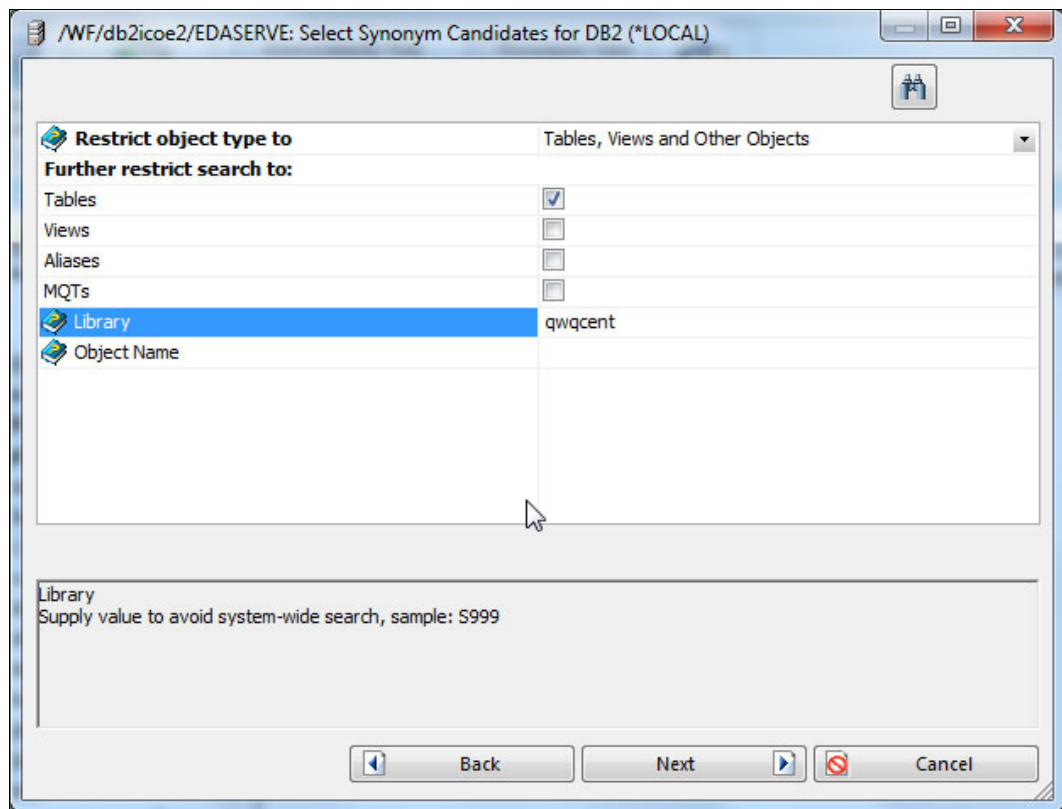 /WF/db2icoe2/EDASERVE: Select Synonym Candidates for DB2 (*LOCAL)
Restrict object type to Tables, Views and Other Objects
Further restrict search to:
Tables
Views
Aliases
MQTs
Library qwqcent
Object Name
Library
Supply value to avoid system-wide search, sample: S999
Back Next Cancel